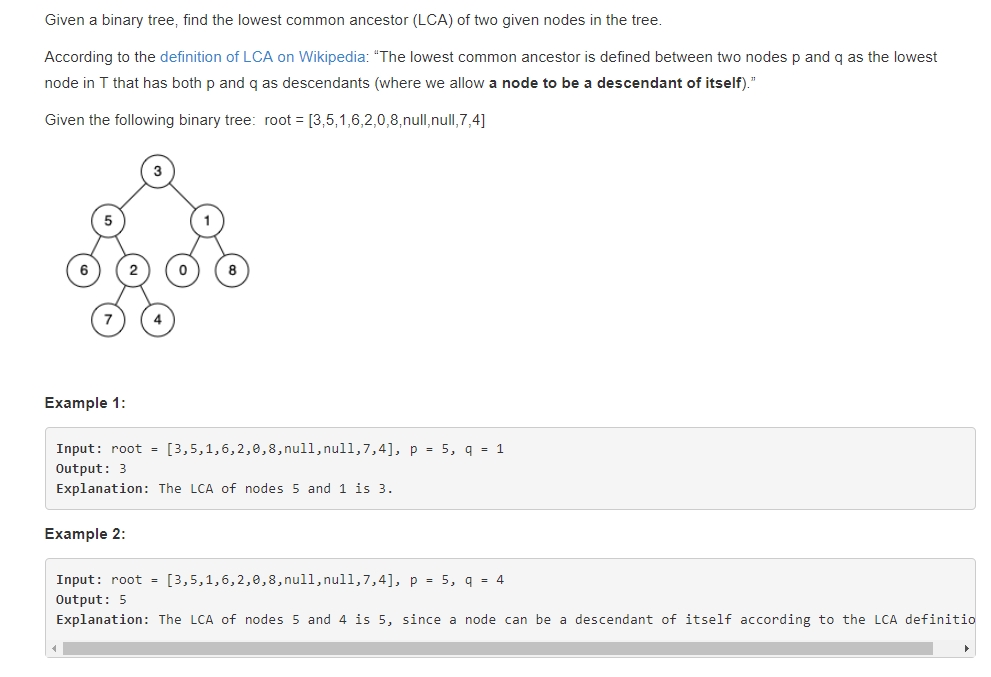 Given a binary tree, find the lowest common ancestor (LCA) of two given nodes in the tree.
According to the definition of LCA on Wikipedia: “The lowest common ancestor is defined between two nodes p and q as the lowest
node in T that has both p and q as descendants (where we allow a node to be a descendant of itself).”
Given the following binary tree:  root = [3,5,1,6,2,0,8,null,null,7,4]
3
5 1
6 2 0 8
7 4
Example 1:
Input: root = [3,5,1,6,2,0,8,null,null,7,4], p = 5, q = 1
Output: 3
Explanation: The LCA of nodes 5 and 1 is 3.
Example 2:
Input: root = [3,5,1,6,2,0,8,null,null,7,4], p = 5, q = 4
Output: 5
Explanation: The LCA of nodes 5 and 4 is 5, since a node can be a descendant of itself according to the LCA definitio